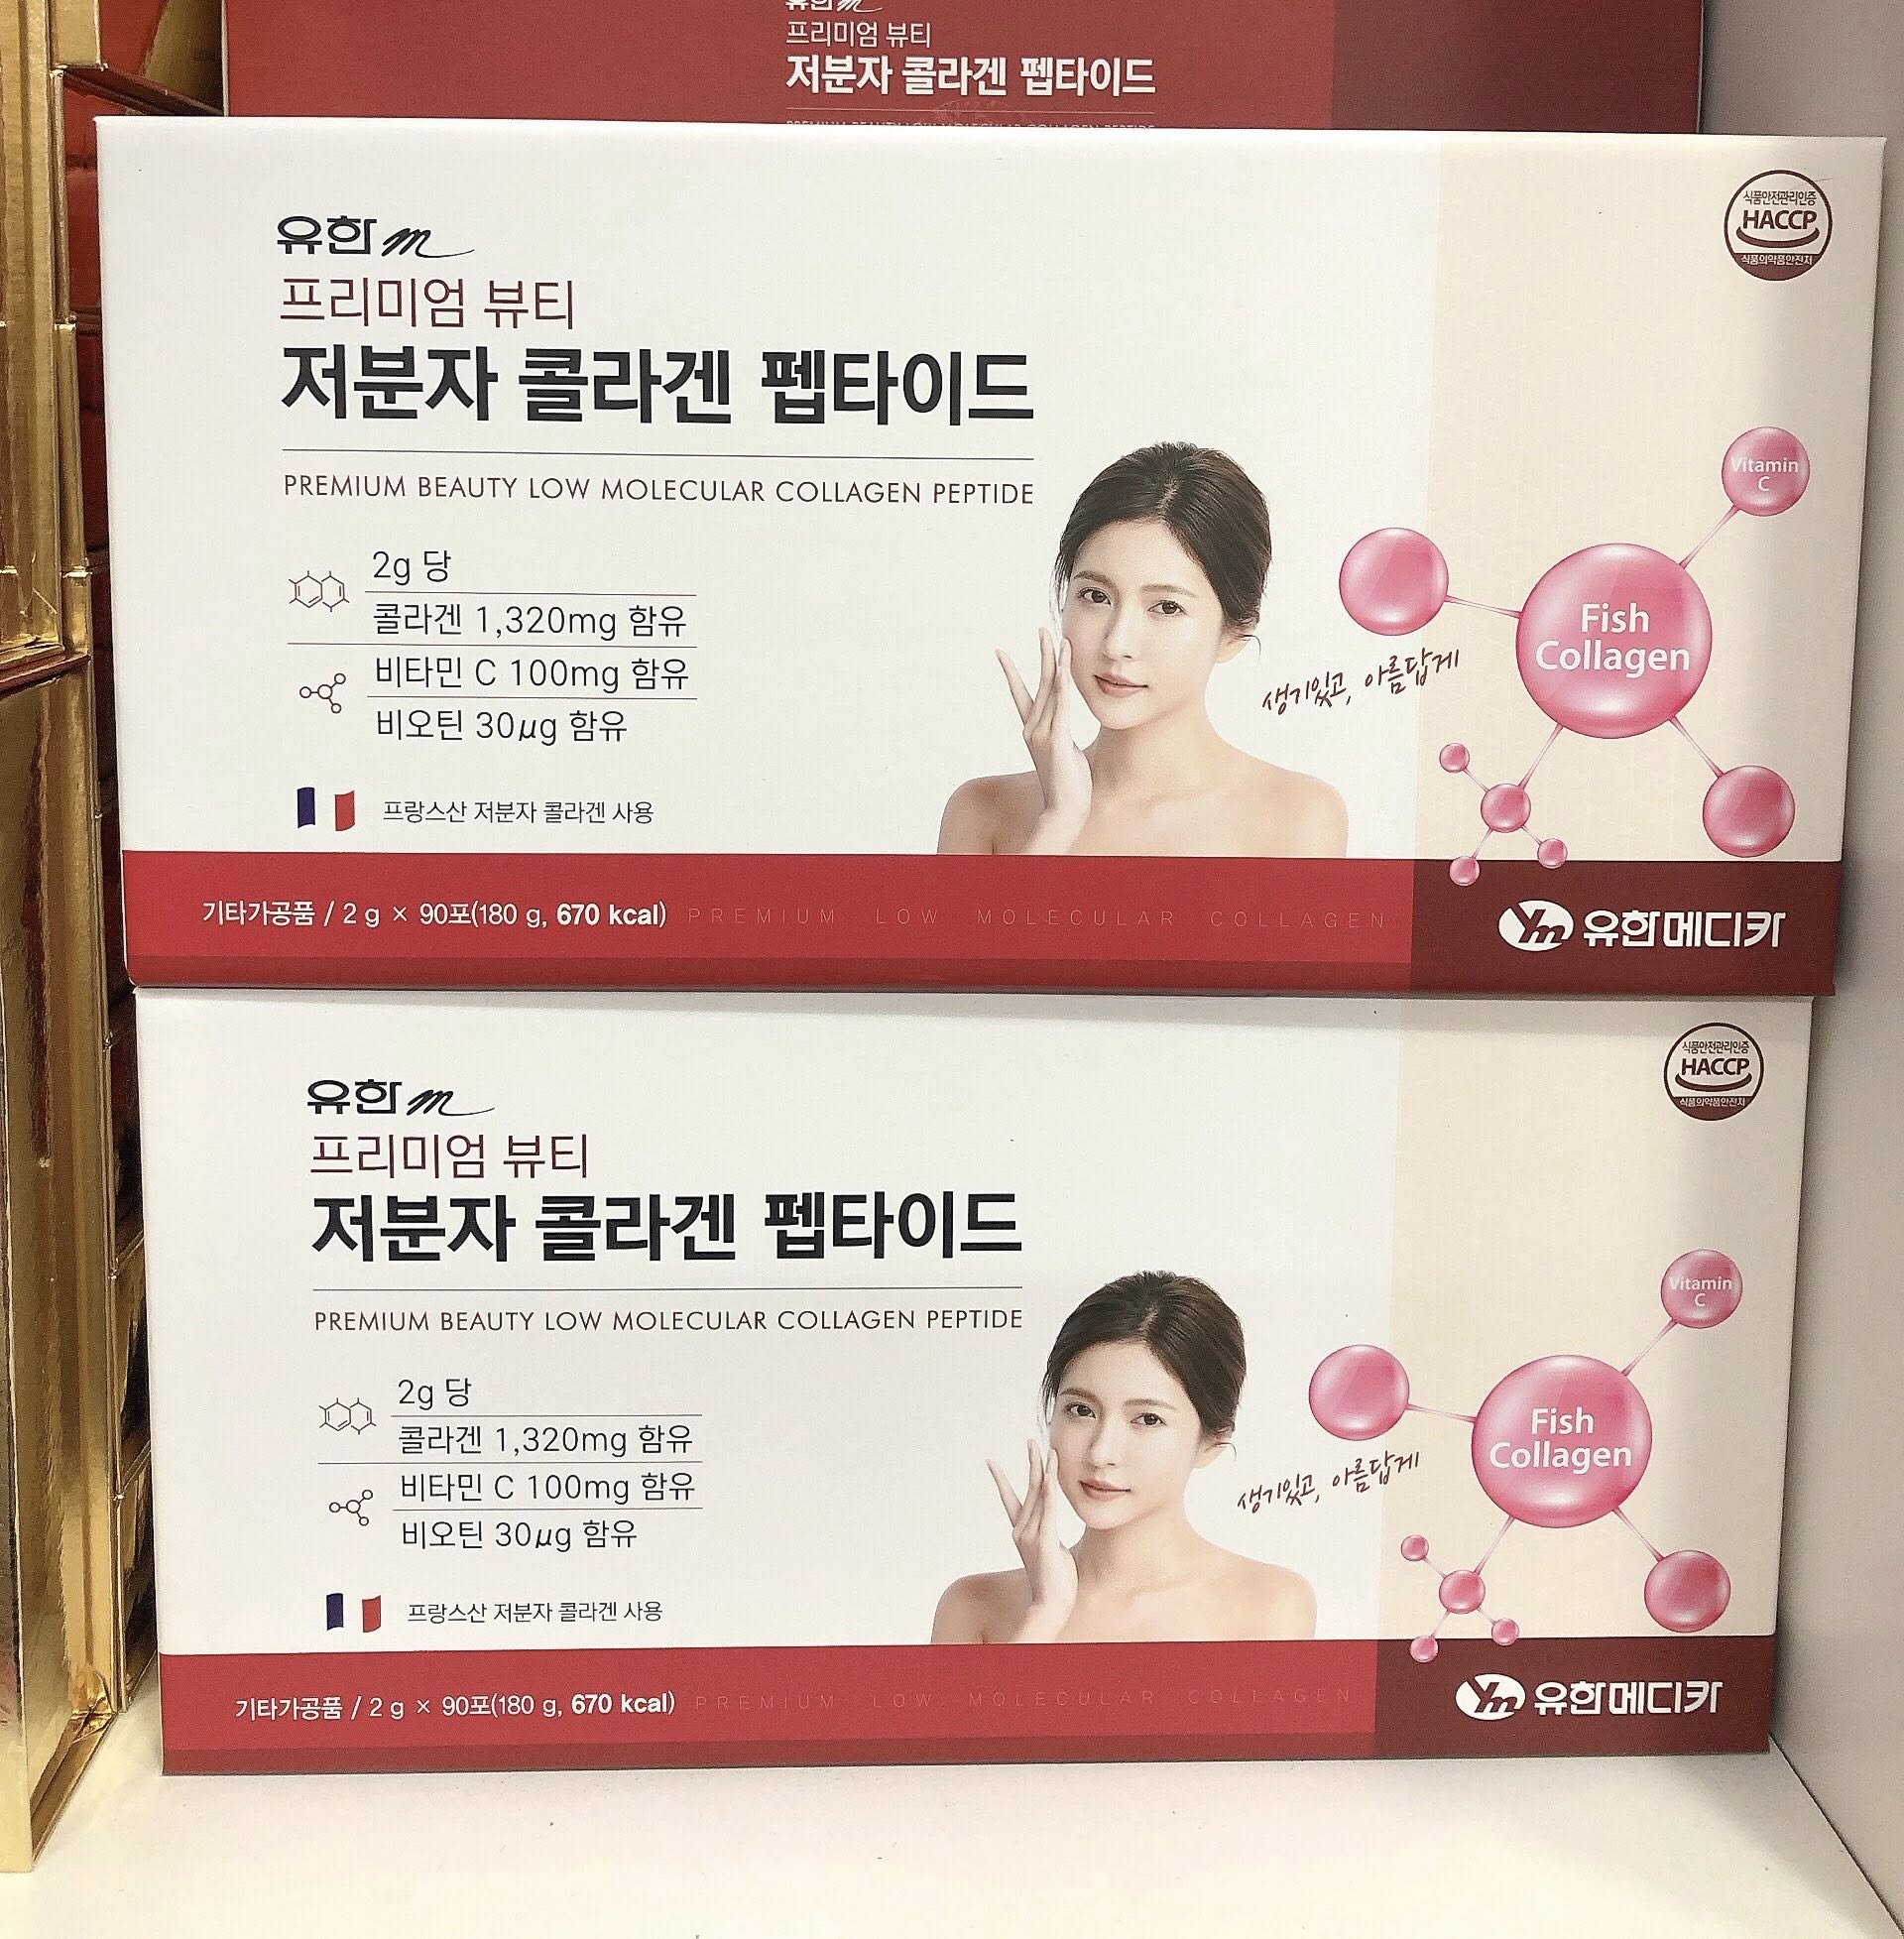 유한m
프리미엄 뷰티
저분자 콜라겐 펩타이드
PREMIUM BEAUTY LOW MOLECULAR COLLAGEN PEPTIDE
유한m
프리미엄 뷰티
저분자 콜라겐 펩타이드
PREMIUM BEAUTY LOW MOLECULAR COLLAGEN PEPTIDE
2g 당
콜라겐 1,320mg 함유
비타민 C 100mg 함유
비오틴 30μg 함유
프랑스산 저분자 콜라겐 사용
생기있고, 아름답게
식품안전관리인증
HACCP
식품의약품안전처
Vitamin
C
Fish
Collagen
기타가공품 / 2 g × 90포(180 g, 670 kcal)
PREMIUM LOW MOLECULAR COLLAGEN
Ym 유한메디카
유한m
프리미엄 뷰티
저분자 콜라겐 펩타이드
PREMIUM BEAUTY LOW MOLECULAR COLLAGEN PEPTIDE
2g 당
콜라겐 1,320mg 함유
비타민 C 100mg 함유
비오틴 30μg 함유
프랑스산 저분자 콜라겐 사용
생기있고, 아름답게
식품안전관리인증
HACCP
식품의약품안전처
Vitamin
C
Fish
Collagen
기타가공품 / 2 g × 90포(180 g, 670 kcal)
PREMIUM LOW MOLECULAR COLLAGEN
Ym 유한메디카